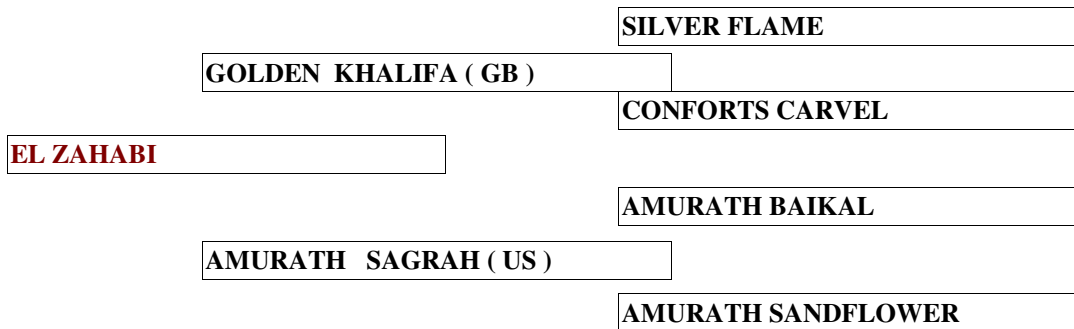 SILVER FLAME
GOLDEN KHALIFA ( GB )
CONFORTS CARVEL
EL ZAHABI
AMURATH BAIKAL
AMURATH SAGRAH ( US )
AMURATH SANDFLOWER